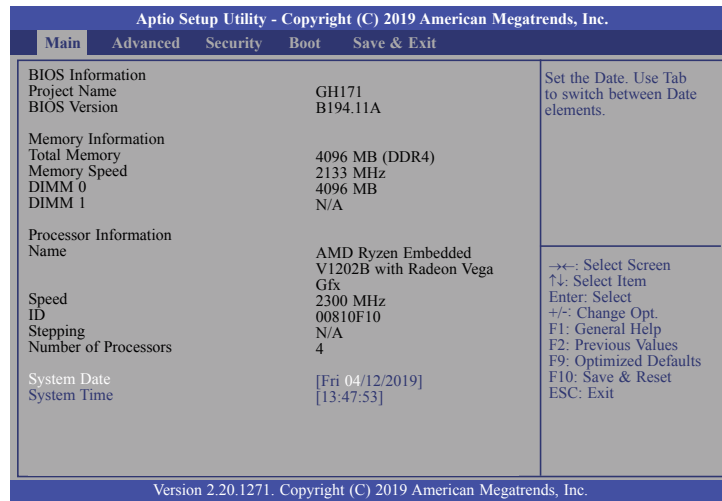 Aptio Setup Utility - Copyright (C) 2019 American Megatrends, Inc.
Main Advanced Security Boot Save & Exit
BIOS Information
Project Name GH171
BIOS Version B194.11A
Memory Information
Total Memory 4096 MB (DDR4)
Memory Speed 2133 MHz
DIMM 0 4096 MB
DIMM 1 N/A
Processor Information
Name AMD Ryzen Embedded
V1202B with Radeon Vega
Gfx
Speed 2300 MHz
ID 00810F10
Stepping N/A
Number of Processors 4
System Date [Fri 04/12/2019]
System Time [13:47:53]
Set the Date. Use Tab
to switch between Date
elements.
→←: Select Screen
↑↓: Select Item
Enter: Select
+/-: Change Opt.
F1: General Help
F2: Previous Values
F9: Optimized Defaults
F10: Save & Reset
ESC: Exit
Version 2.20.1271. Copyright (C) 2019 American Megatrends, Inc.